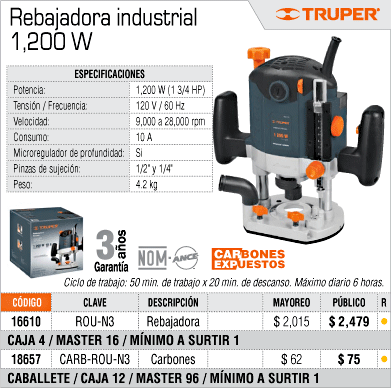 Rebajadora industrial
1,200 W
TRUPER®
ESPECIFICACIONES
Potencia: 1,200 W (1 3/4 HP)
Tensión / Frecuencia: 120 V / 60 Hz
Velocidad: 9,000 a 28,000 rpm
Consumo: 10 A
Microregulador de profundidad: Si
Pinzas de sujeción: 1/2" y 1/4"
Peso: 4.2 kg
1 200 W
TRUPER
3 años
Garantía
NOM-ANCE
CARBONES
EXPUESTOS
Ciclo de trabajo: 50 min. de trabajo x 20 min. de descanso. Máximo diario 6 horas.
CÓDIGO CLAVE DESCRIPCIÓN MAYOREO PÚBLICO R
16610 ROU-N3 Rebajadora $ 2,015 $ 2,479
CAJA 4 / MASTER 16 / MÍNIMO A SURTIR 1
18657 CARB-ROU-N3 Carbones $ 62 $ 75
CABALLETE / CAJA 12 / MASTER 96 / MÍNIMO A SURTIR 1